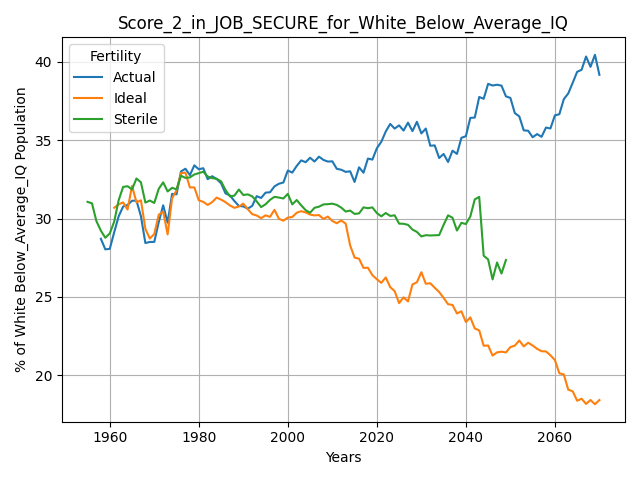 Score_2_in_JOB_SECURE_for_White_Below_Average_IQ
% of White Below_Average_IQ Population
Fertility
Actual
Ideal
Sterile
40
35
30
25
20
1960 1980 2000 2020 2040 2060
Years